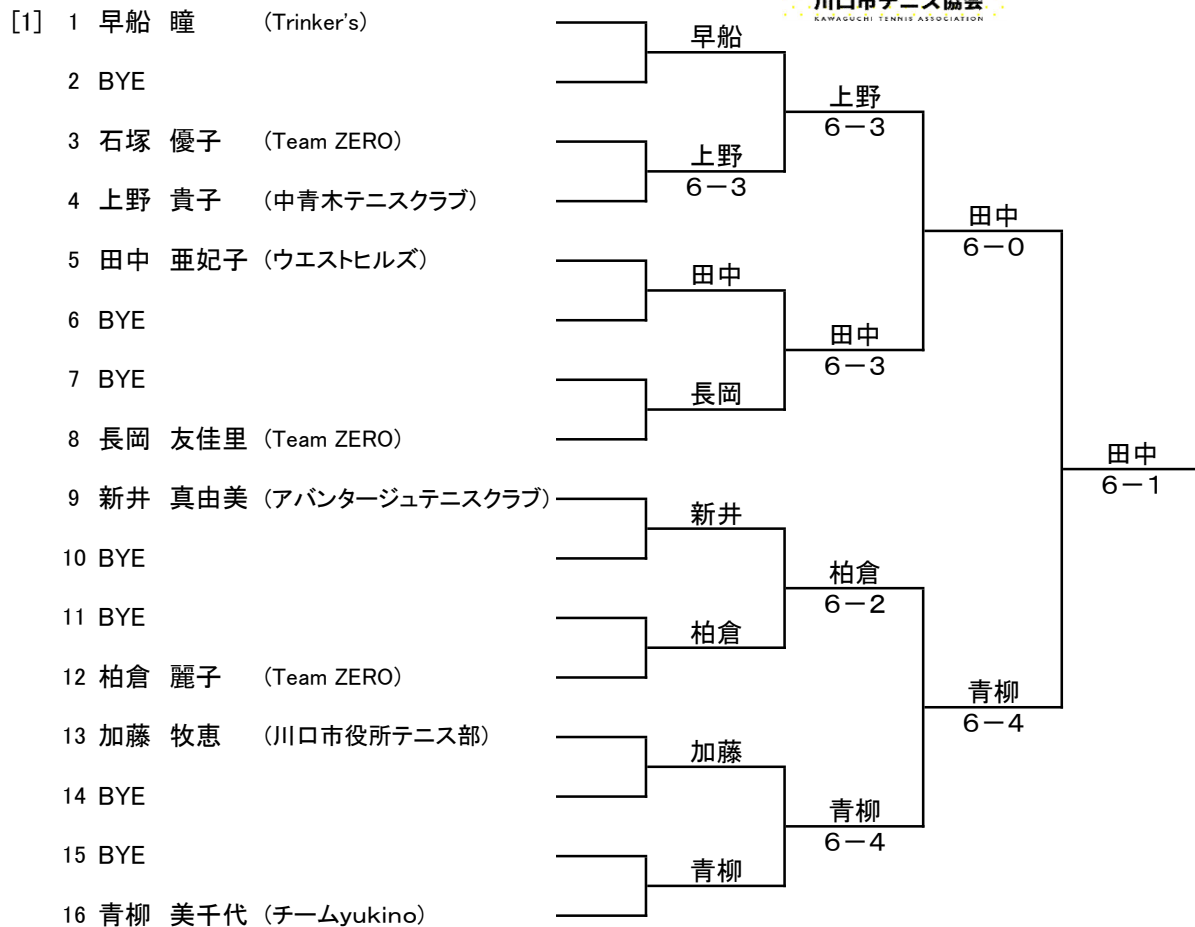 川口市テニス協会
KAWAGUCHI TENNIS ASSOCIATION
[1] 1 早船 瞳 (Trinker's)
早船
2 BYE
上野
6-3
3 石塚 優子 (Team ZERO)
上野
6-3
4 上野 貴子 (中青木テニスクラブ)
田中
6-0
5 田中 亜妃子 (ウエストヒルズ)
田中
6 BYE
田中
6-3
7 BYE
長岡
8 長岡 友佳里 (Team ZERO)
田中
6-1
9 新井 真由美 (アバンタージュテニスクラブ)
新井
10 BYE
柏倉
6-2
11 BYE
柏倉
12 柏倉 麗子 (Team ZERO)
青柳
6-4
13 加藤 牧恵 (川口市役所テニス部)
加藤
14 BYE
青柳
6-4
15 BYE
青柳
16 青柳 美千代 (チームyukino)